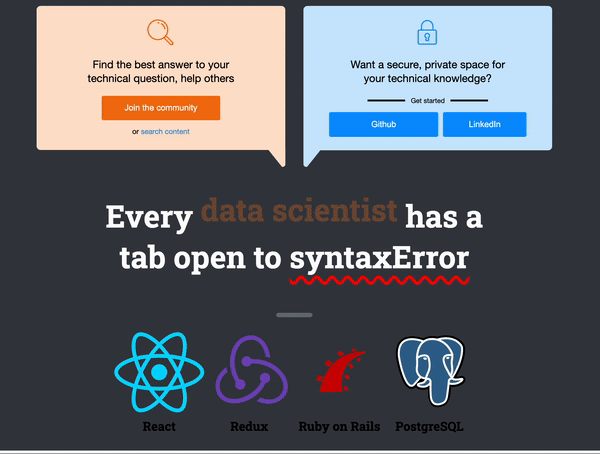 Find the best answer to your
technical question, help others
Join the community
or search content
Want a secure, private space for
your technical knowledge?
Get started
Github
LinkedIn
Every data scientist has a
tab open to syntaxError
React
Redux
Ruby on Rails
PostgreSQL